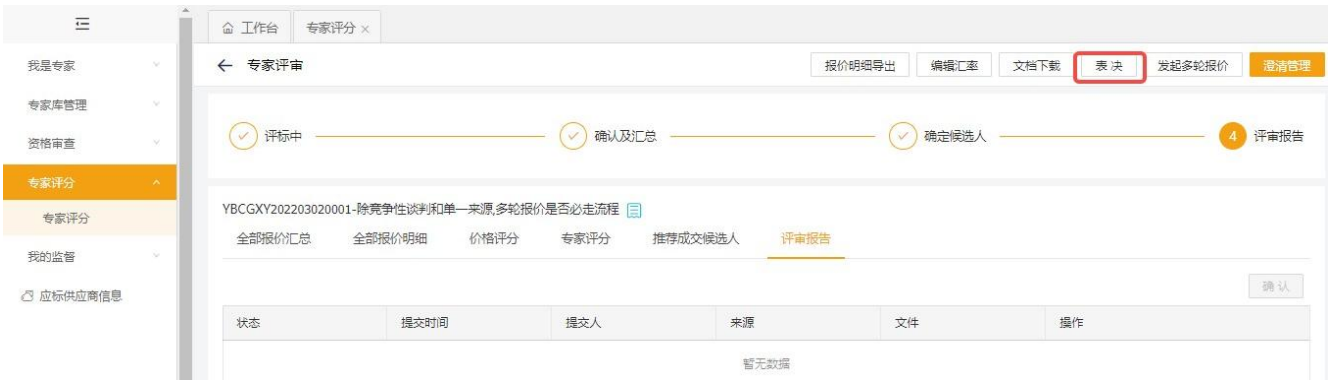 工作台 专家评分 ×
我是专家
专家评审 报价明细导出 编辑汇率 文档下载 表决 发起多轮报价 澄清管理
专家库管理
资格审查
评标中 确认及汇总 确定候选人 4 评审报告
专家评分
专家评分
YBCGXY202203020001-除竞争性谈判和单一来源,多轮报价是否必走流程
全部报价汇总 全部报价明细 价格评分 专家评分 推荐成交候选人 评审报告
我的监督
应标供应商信息
确认
状态 提交时间 提交人 来源 文件 操作
暂无数据